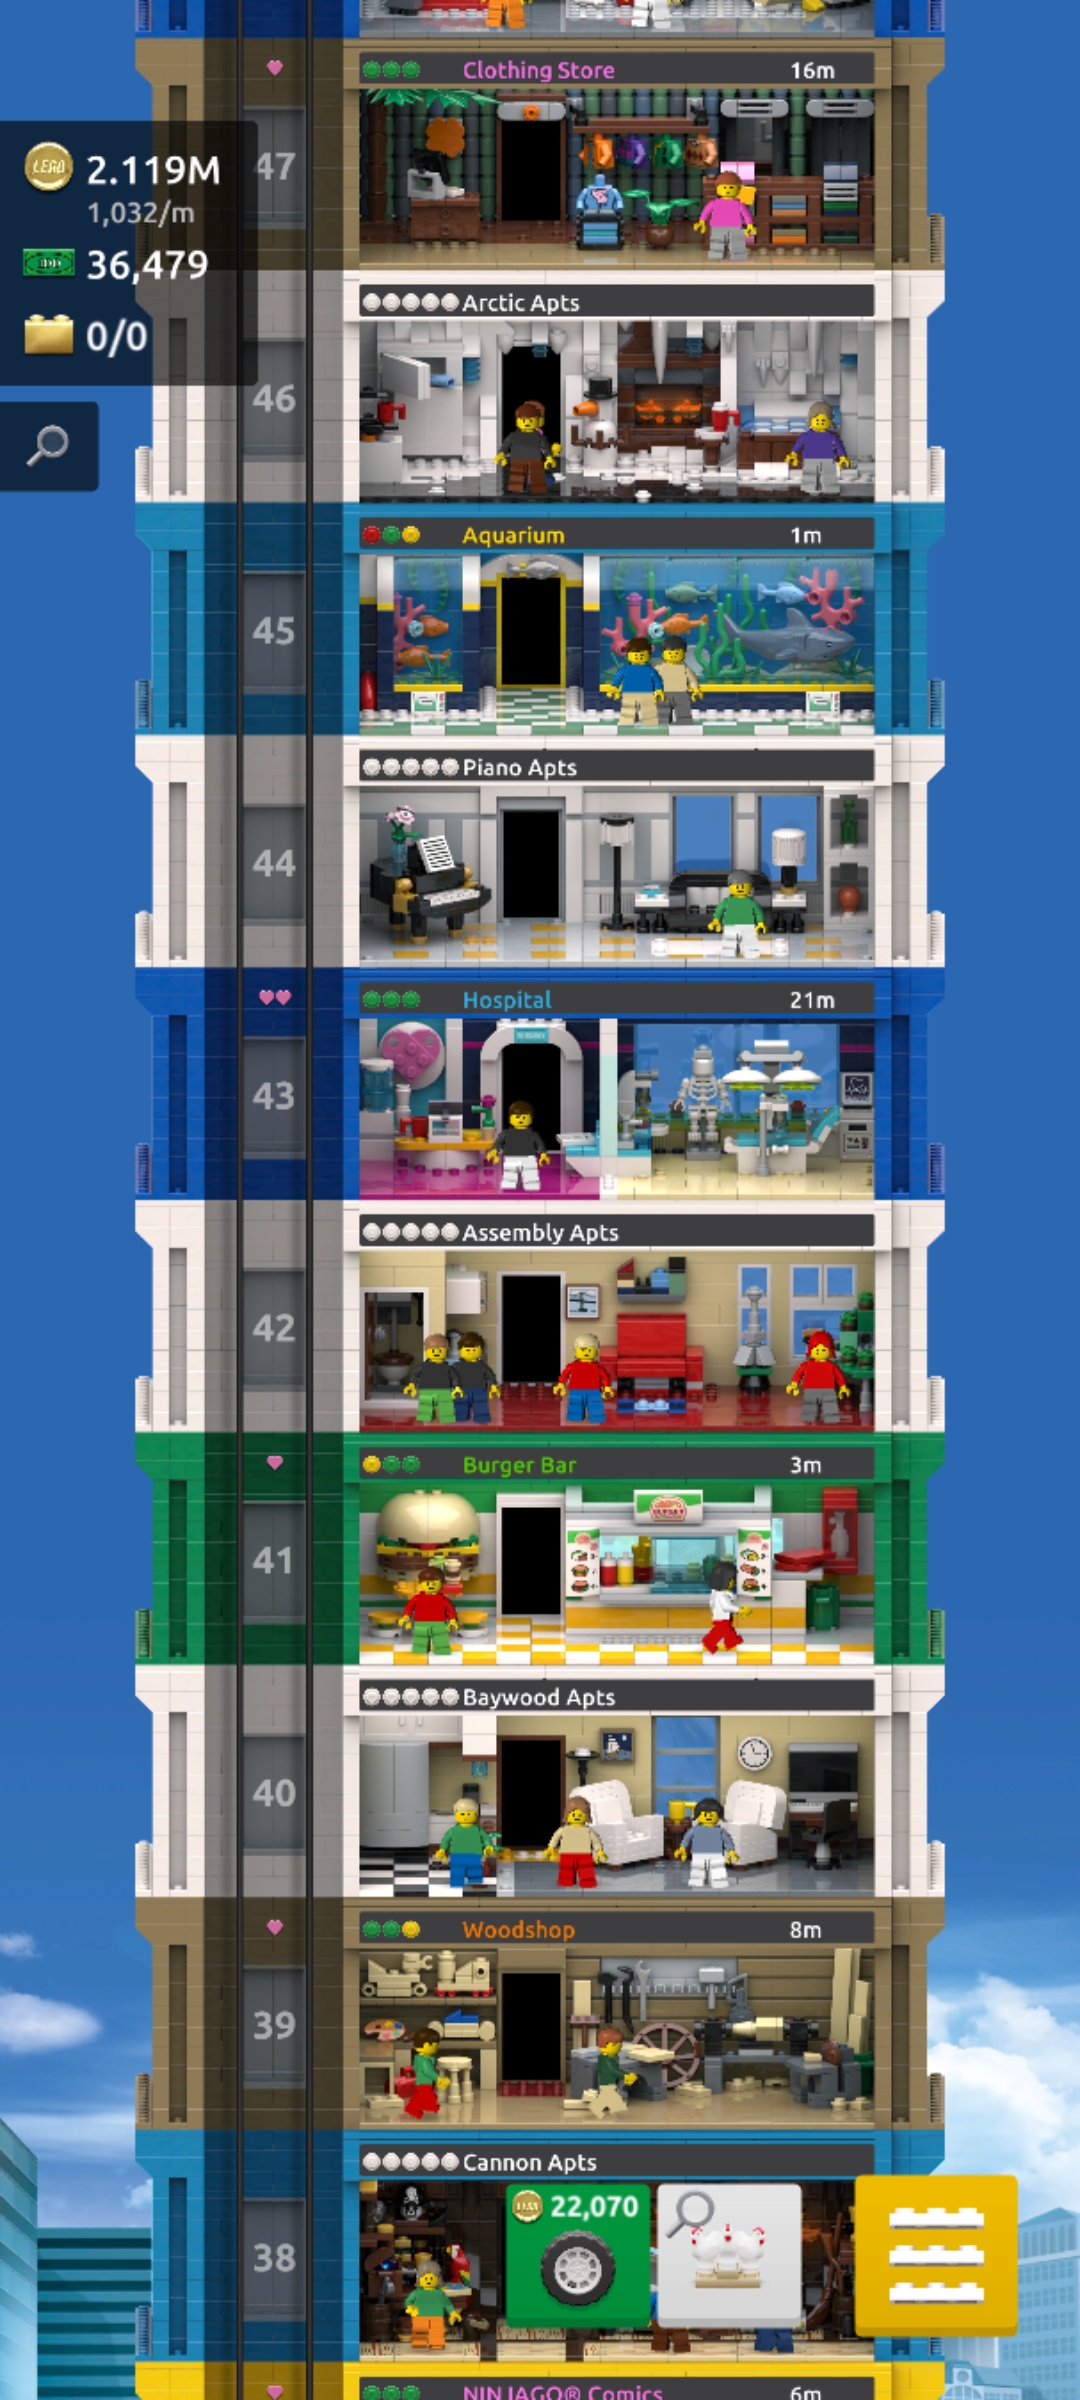 Clothing Store 16m
47
LEGO 2.119M
1,032/m
36,479
0/0
Arctic Apts
46
Aquarium 1m
45
Piano Apts
44
Hospital 21m
43
Assembly Apts
42
Burger Bar 3m
41
Baywood Apts
40
Woodshop 8m
39
Cannon Apts
22,070
38
NINJAGO® Comics 6m